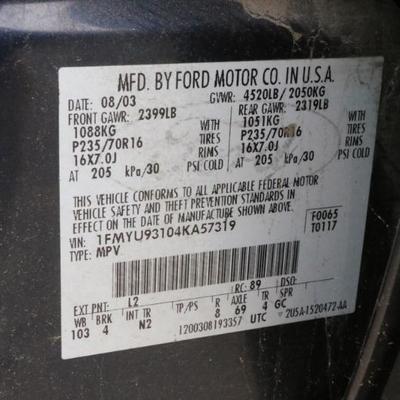 MFD. BY FORD MOTOR CO. IN U.S.A.
DATE: 08/03 GVWR: 4520LB/ 2050KG
FRONT GAWR: 2399LB REAR GAWR: 2319LB
1088KG WITH 1051KG WITH
P235/70R16 TIRES P235/70R16 TIRES
16X7.0J RIMS 16X7.0J RIMS
AT 205 kPa/30 PSI COLD AT 205 kPa/30 PSI COLD
THIS VEHICLE CONFORMS TO ALL APPLICABLE FEDERAL MOTOR
VEHICLE SAFETY AND THEFT PREVENTION STANDARDS IN
EFFECT ON THE DATE OF MANUFACTURE SHOWN ABOVE.
VIN: 1FMYU93104KA57319 F0065
TYPE: MPV T0117
EXT PNT: L2 RC: 89 DSO:
WB BRK INT TR TP/PS R AXLE TR SPR
103 4 N2 8 69 4 GC
1200308193357 UTC 2U5A-1520472-AA